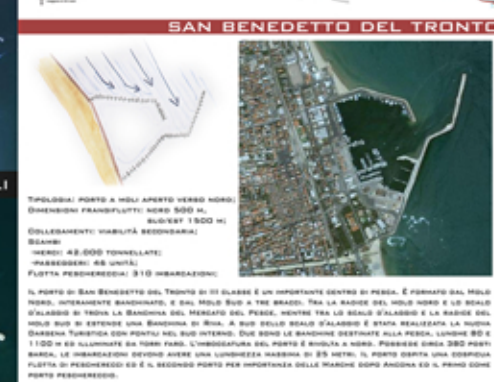 SAN BENEDETTO DEL TRONTO
LI
TIPOLOGIA: PORTO A MOLI APERTO VERSO NORD;
DIMENSIONI FRANGIFLUTTI: NORD 500 M,
SUD/EST 1500 M;
COLLEGAMENTI: VIABILITÀ SECONDARIA;
SCAMBI
-MERCI: 42.000 TONNELLATE;
-PASSEGGERI: 46 UNITÀ;
FLOTTA PESCHERECCIA: 310 IMBARCAZIONI;
IL PORTO DI SAN BENEDETTO DEL TRONTO DI III CLASSE È UN IMPORTANTE CENTRO DI PESCA. È FORMATO DAL MOLO
NORD, INTERAMENTE BANCHINATO, E DAL MOLO SUD A TRE BRACCI. TRA LA RADICE DEL MOLO NORD E LO SCALO
D'ALAGGIO SI TROVA LA BANCHINA DEL MERCATO DEL PESCE, MENTRE TRA LO SCALO D'ALAGGIO E LA RADICE DEL
MOLO SUD SI ESTENDE UNA BANCHINA DI RIVA. A SUD DELLO SCALO D'ALAGGIO È STATA REALIZZATA LA NUOVA
DARSENA TURISTICA CON PONTILI NEL SUO INTERNO. DUE SONO LE BANCHINE DESTINATE ALLA PESCA, LUNGHE 80 E
1100 M ED ILLUMINATE DA TORRI FARO. L'IMBOCCATURA DEL PORTO È RIVOLTA A NORD. POSSIEDE CIRCA 380 POSTI
BARCA, LE IMBARCAZIONI DEVONO AVERE UNA LUNGHEZZA MASSIMA DI 25 METRI. IL PORTO OSPITA UNA COSPICUA
FLOTTA DI PESCHERECCI ED È IL SECONDO PORTO PER IMPORTANZA DELLE MARCHE DOPO ANCONA ED IL PRIMO COME
PORTO PESCHERECCIO.